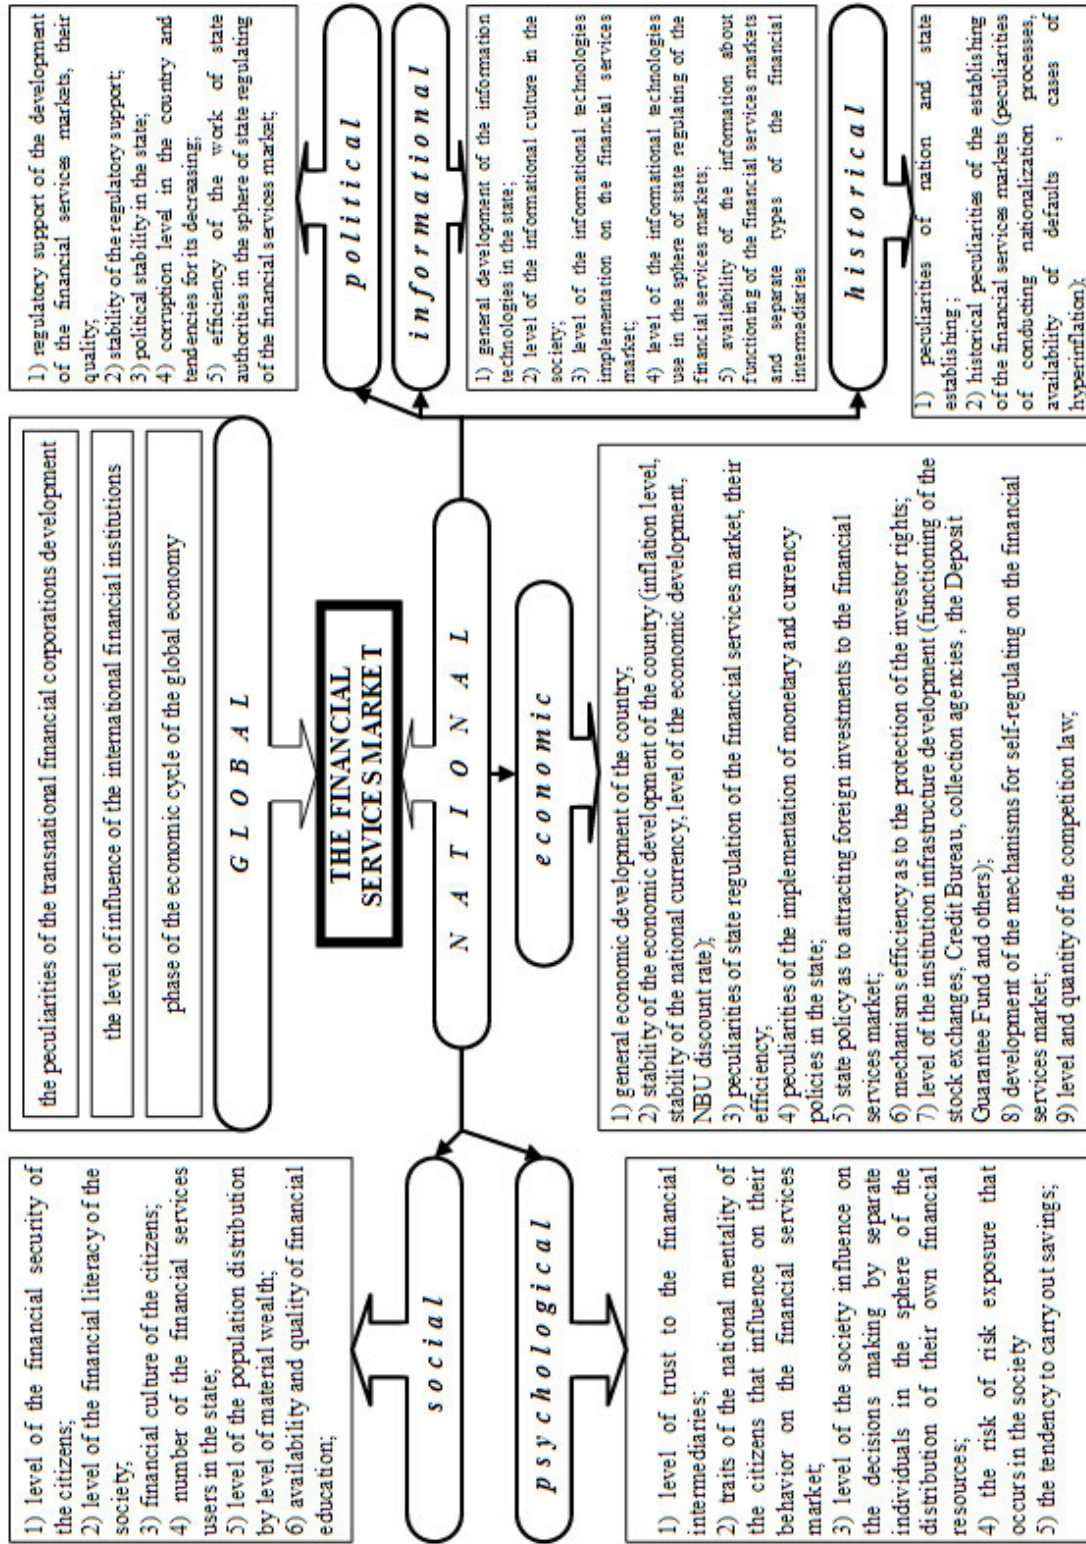 the peculiarities of the transnational financial corporations development
the level of influence of the international financial institutions
phase of the economic cycle of the global economy
GLOBAL
THE FINANCIAL
SERVICES MARKET
NATIONAL
1) level of the financial security of
the citizens;
2) level of the financial literacy of the
society;
3) financial culture of the citizens;
4) number of the financial services
users in the state;
5) level of the population distribution
by level of material wealth;
6) availability and quality of financial
education;
social
psychological
1) level of trust to the financial
intermediaries;
2) traits of the national mentality of
the citizens that influence on their
behavior on the financial services
market;
3) level of the society influence on
the decisions making by separate
individuals in the sphere of the
distribution of their own financial
resources;
4) the risk of risk exposure that
occurs in the society
5) the tendency to carry out savings;
economic
1) general economic development of the country;
2) stability of the economic development of the country (inflation level,
stability of the national currency, level of the economic development,
NBU discount rate);
3) peculiarities of state regulation of the financial services market, their
efficiency;
4) peculiarities of the implementation of monetary and currency
policies in the state;
5) state policy as to attracting foreign investments to the financial
services market;
6) mechanisms efficiency as to the protection of the investor rights;
7) level of the institution infrastructure development (functioning of the
stock exchanges, Credit Bureau, collection agencies , the Deposit
Guarantee Fund and others);
8) development of the mechanisms for self-regulating on the financial
services market;
9) level and quantity of the competition law;
1) regulatory support of the development
of the financial services markets, their
quality;
2) stability of the regulatory support;
3) political stability in the state;
4) corruption level in the country and
tendencies for its decreasing;
5) efficiency of the work of state
authorities in the sphere of state regulating
of the financial services market;
political
informational
1) general development of the information
technologies in the state;
2) level of the informational culture in the
society;
3) level of the informational technologies
implementation on the financial services
market;
4) level of the informational technologies
use in the sphere of state regulating of the
financial services markets;
5) availability of the information about
functioning of the financial services markets
and separate types of the financial
intermediaries
historical
1) peculiarities of nation and state
establishing ;
2) historical peculiarities of the establishing
of the financial services markets (peculiarities
of conducting nationalization processes,
availability of defaults , cases of
hyperinflation);